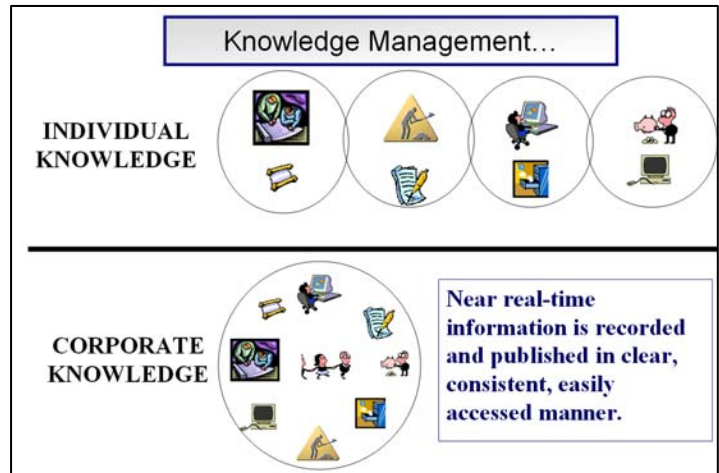 Knowledge Management…
INDIVIDUAL
KNOWLEDGE
CORPORATE
KNOWLEDGE
Near real-time
information is recorded
and published in clear,
consistent, easily
accessed manner.